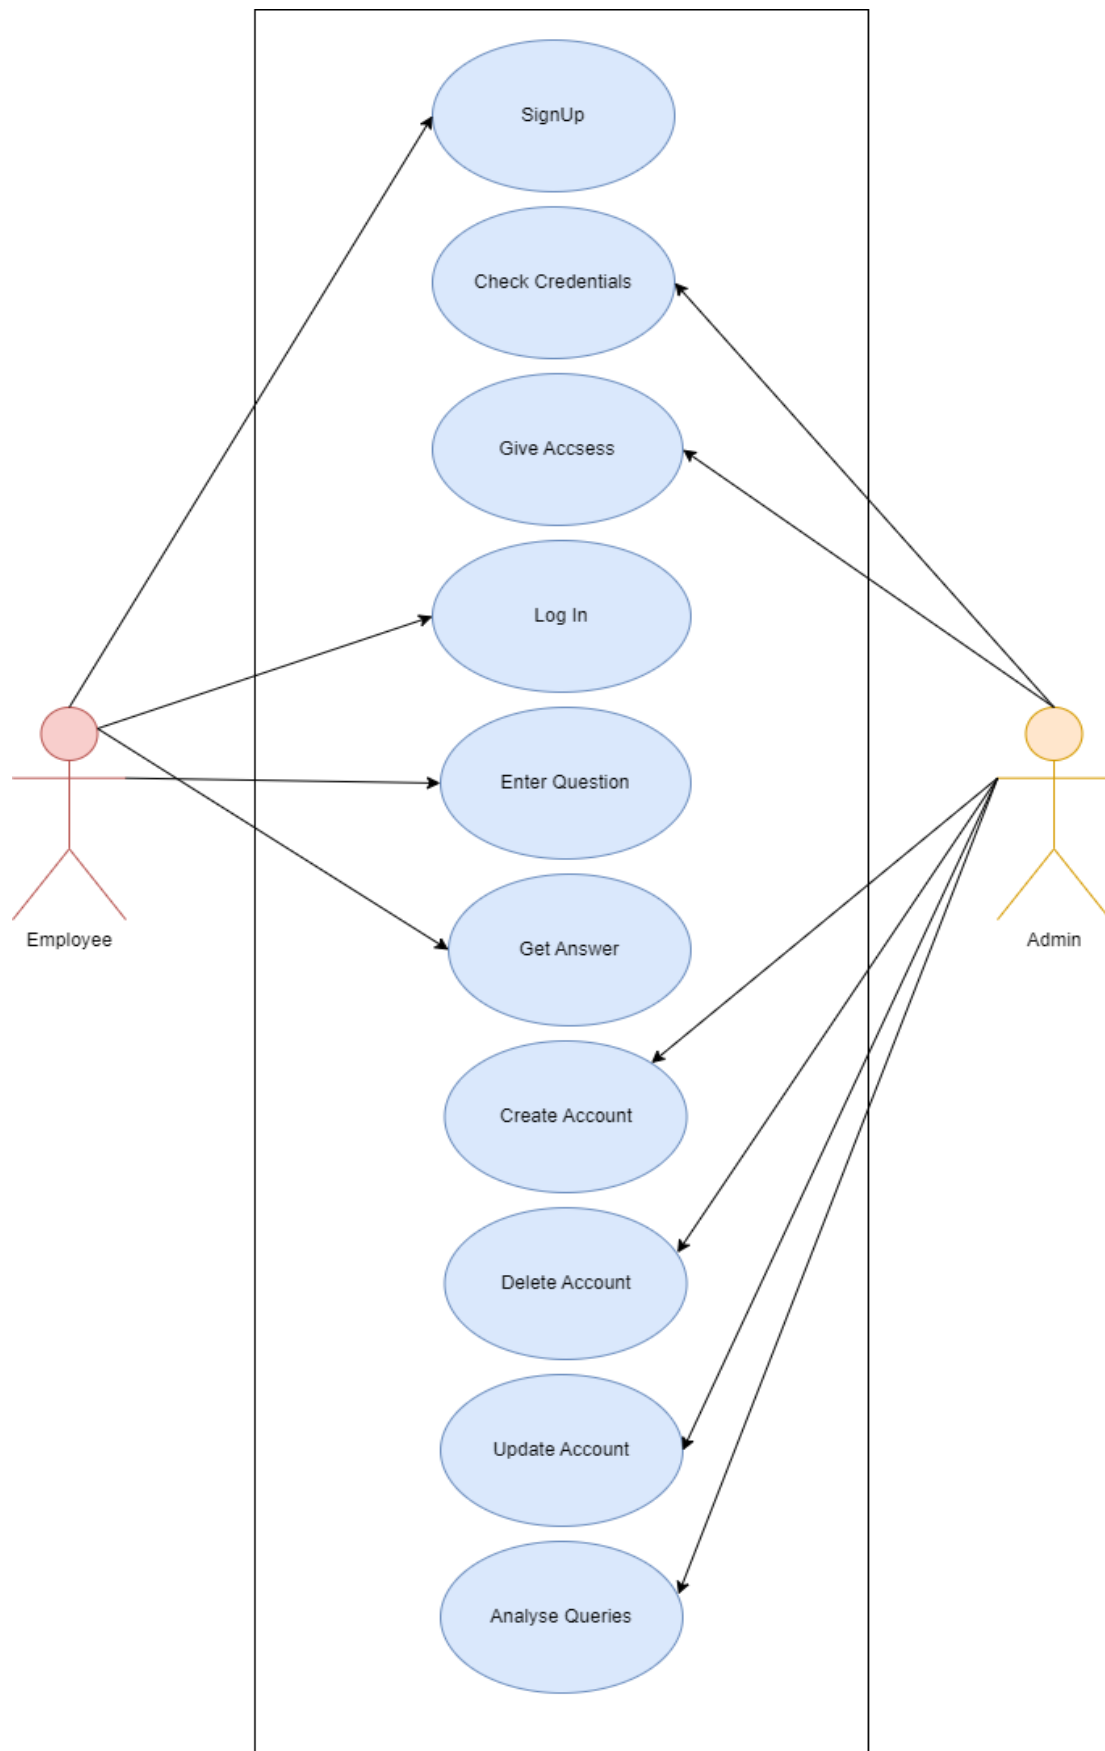 SignUp
Check Credentials
Give Accsess
Log In
Enter Question
Get Answer
Employee
Admin
Create Account
Delete Account
Update Account
Analyse Queries